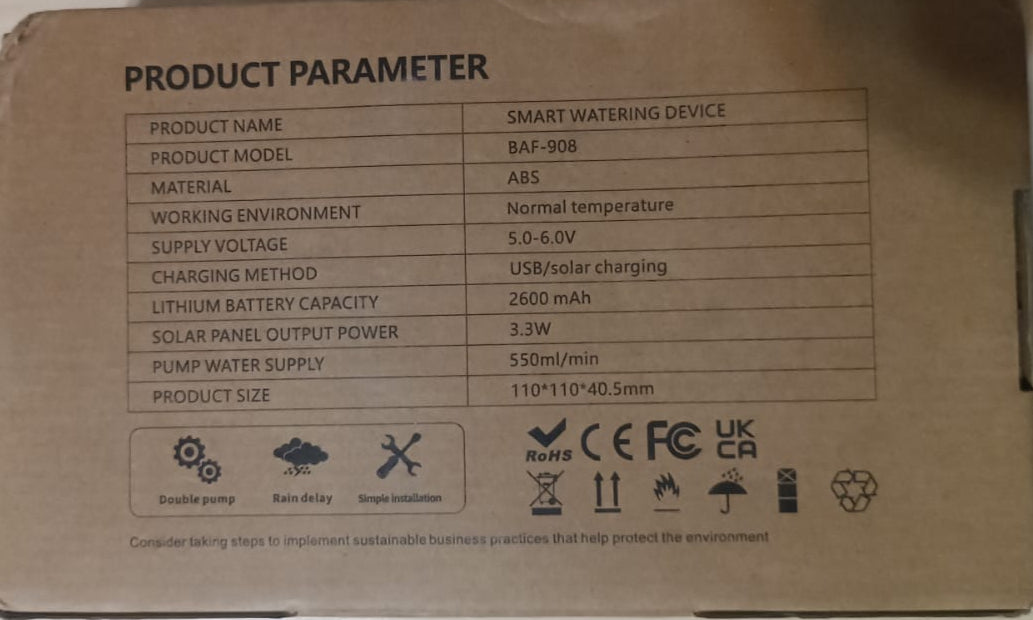 PRODUCT PARAMETER
PRODUCT NAME SMART WATERING DEVICE
PRODUCT MODEL BAF-908
MATERIAL ABS
WORKING ENVIRONMENT Normal temperature
SUPPLY VOLTAGE 5.0-6.0V
CHARGING METHOD USB/solar charging
LITHIUM BATTERY CAPACITY 2600 mAh
SOLAR PANEL OUTPUT POWER 3.3W
PUMP WATER SUPPLY 550ml/min
PRODUCT SIZE 110*110*40.5mm
Double pump Rain delay Simple installation
RoHS CE FC UK CA
Consider taking steps to implement sustainable business practices that help protect the environment